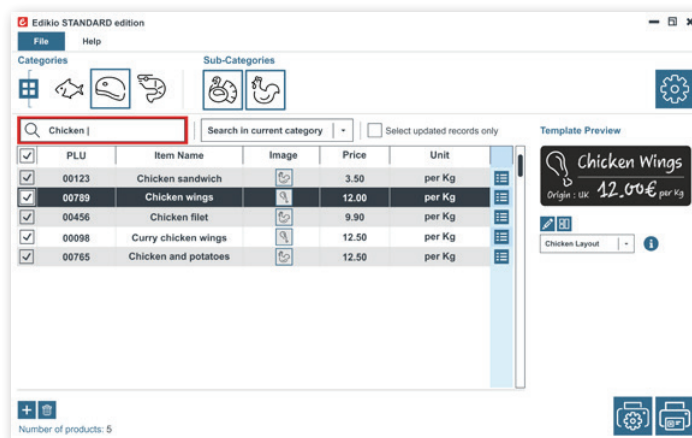 Edikio STANDARD edition
File Help
Categories Sub-Categories
Chicken | Search in current category Select updated records only Template Preview
PLU Item Name Image Price Unit
00123 Chicken sandwich 3.50 per Kg
00789 Chicken wings 12.00 per Kg
00456 Chicken filet 9.90 per Kg
00098 Curry chicken wings 12.50 per Kg
00765 Chicken and potatoes 12.50 per Kg
Chicken Wings
Origin : UK 12.00€ per Kg
Chicken Layout
Number of products: 5